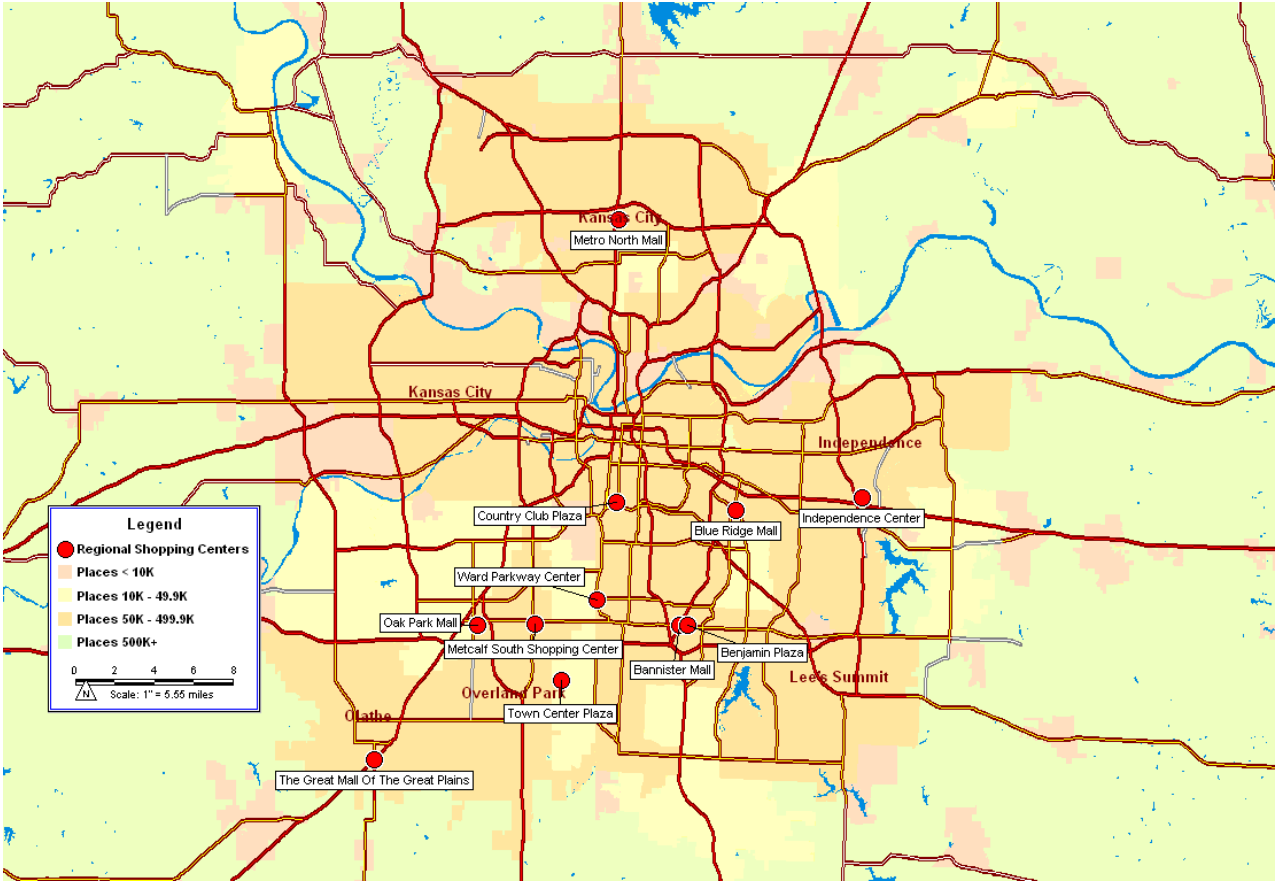 Kansas City
Metro North Mall
Kansas City
Independence
Country Club Plaza
Independence Center
Blue Ridge Mall
Legend
Regional Shopping Centers
Places < 10K
Places 10K - 49.9K
Places 50K - 499.9K
Places 500K+
0 2 4 6 8
N
Scale: 1" = 5.55 miles
Ward Parkway Center
Oak Park Mall
Metcalf South Shopping Center
Benjamin Plaza
Bannister Mall
Lee's Summit
Overland Park
Town Center Plaza
Olathe
The Great Mall Of The Great Plains